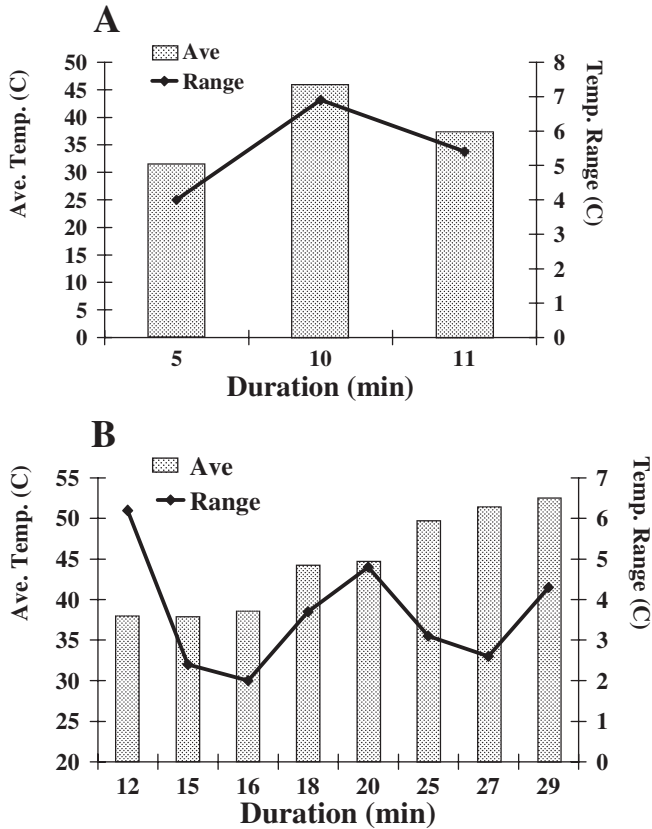 A
Ave
Range
Ave. Temp. (C)
50
45
40
35
30
25
20
15
10
5
0
Temp. Range (C)
8
7
6
5
4
3
2
1
0
5 10 11
Duration (min)
B
Ave
Range
Ave. Temp. (C)
55
50
45
40
35
30
25
20
Temp. Range (C)
7
6
5
4
3
2
1
0
12 15 16 18 20 25 27 29
Duration (min)